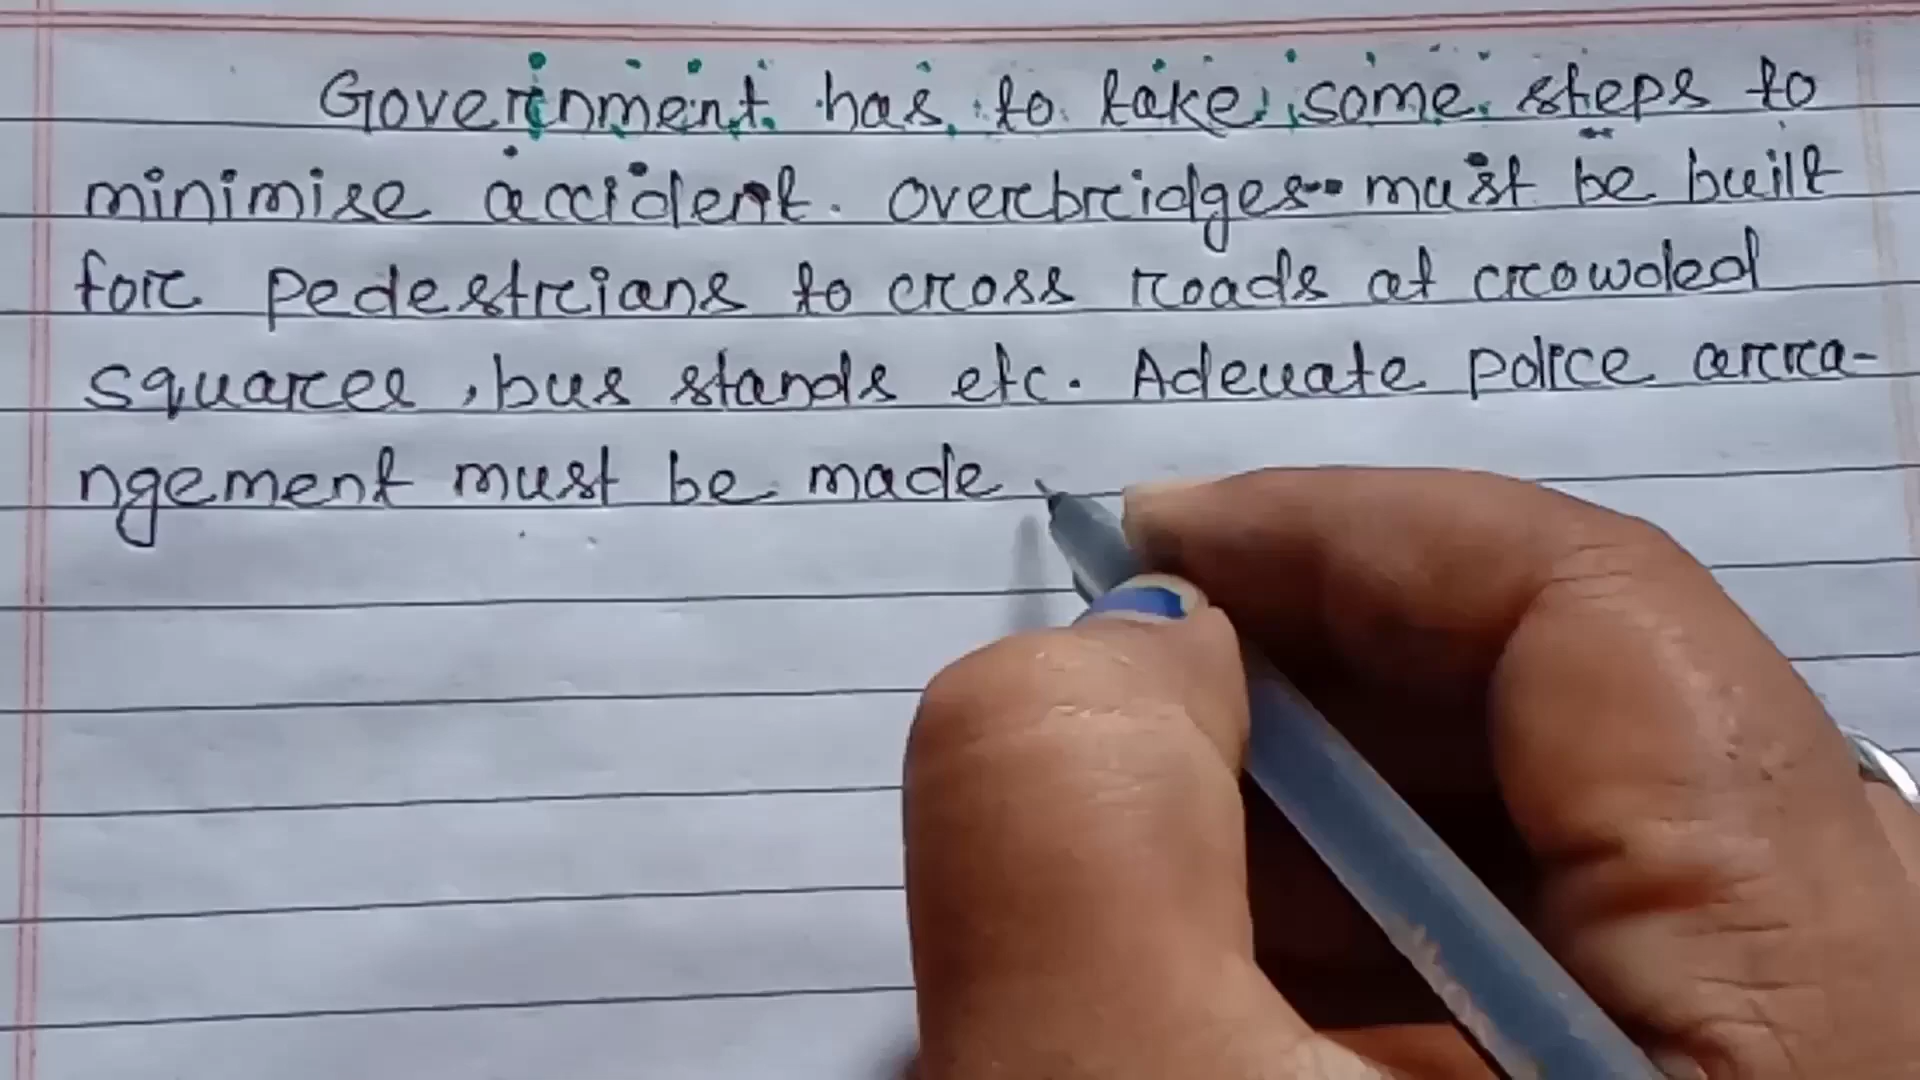 Government has to take some steps to
minimise accident. Overbridges must be built
for pedestrians to cross roads at crowded
squares, bus stands etc. Adeuate police arra-
ngement must be made